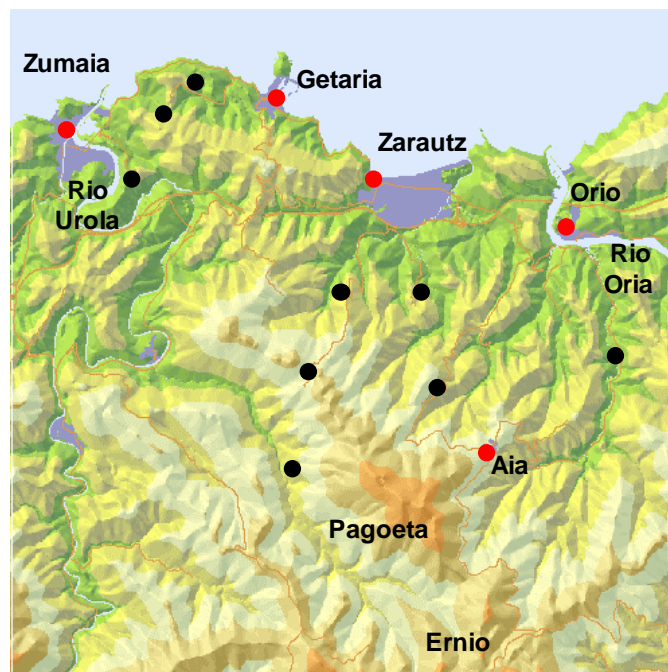 Zumaia
Getaria
Zarautz
Rio
Urola
Orio
Rio
Oria
Aia
Pagoeta
Ernio